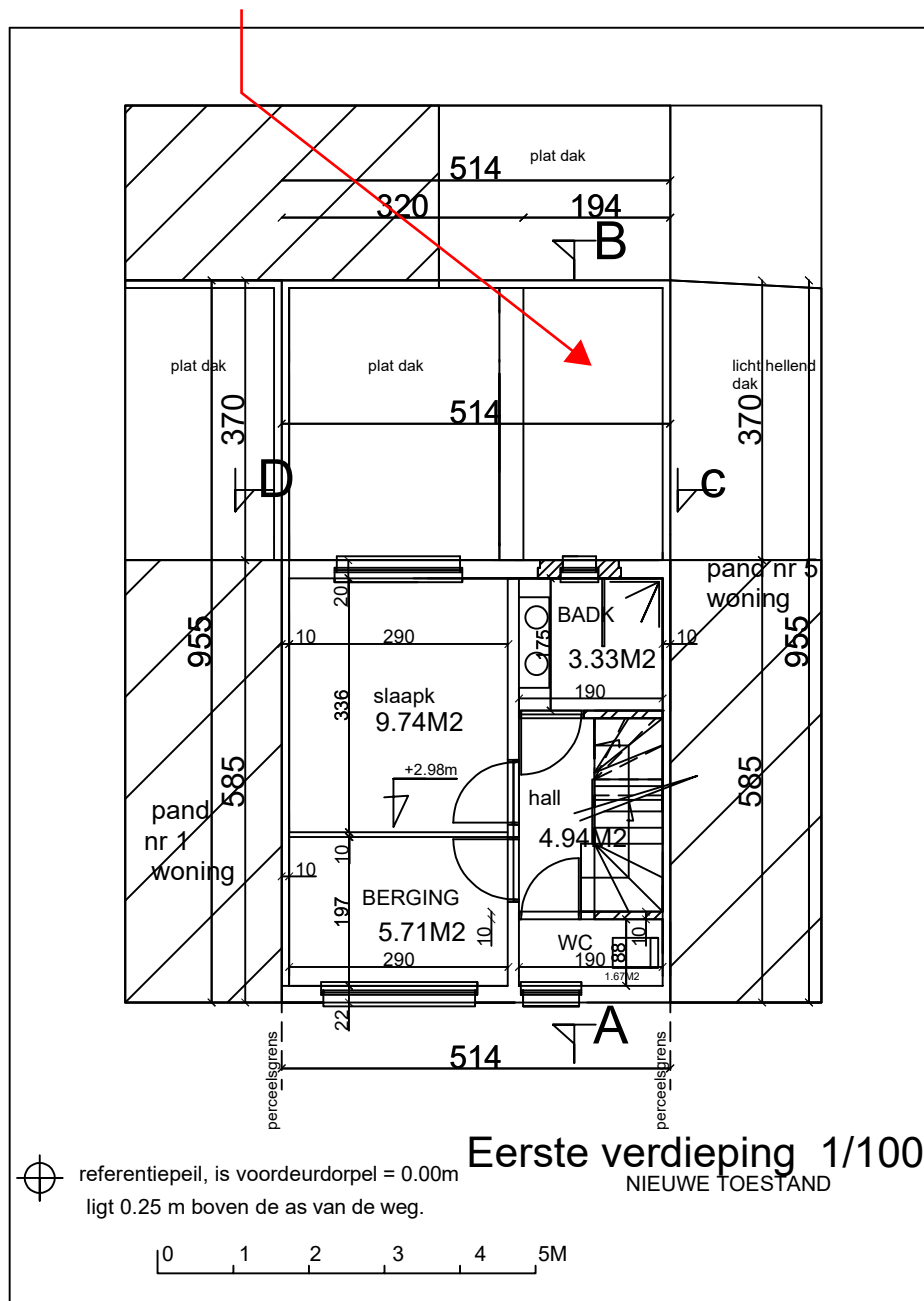 plat dak
514
320
194
B
plat dak
plat dak
licht hellend
dak
370
370
514
D
c
pand nr 5
woning
20
BADK
175
3.33M2
10
290
10
190
955
955
336
slaapk
9.74M2
+2.98m
hall
4.94M2
585
585
pand
nr 1
woning
10
10
BERGING
5.71M2
197
10
WC
88
10
290
190
1.67M2
22
A
514
perceelsgrens
perceelsgrens
Eerste verdieping 1/100
NIEUWE TOESTAND
referentiepeil, is voordeurdorpel = 0.00m
ligt 0.25 m boven de as van de weg.
0 1 2 3 4 5M